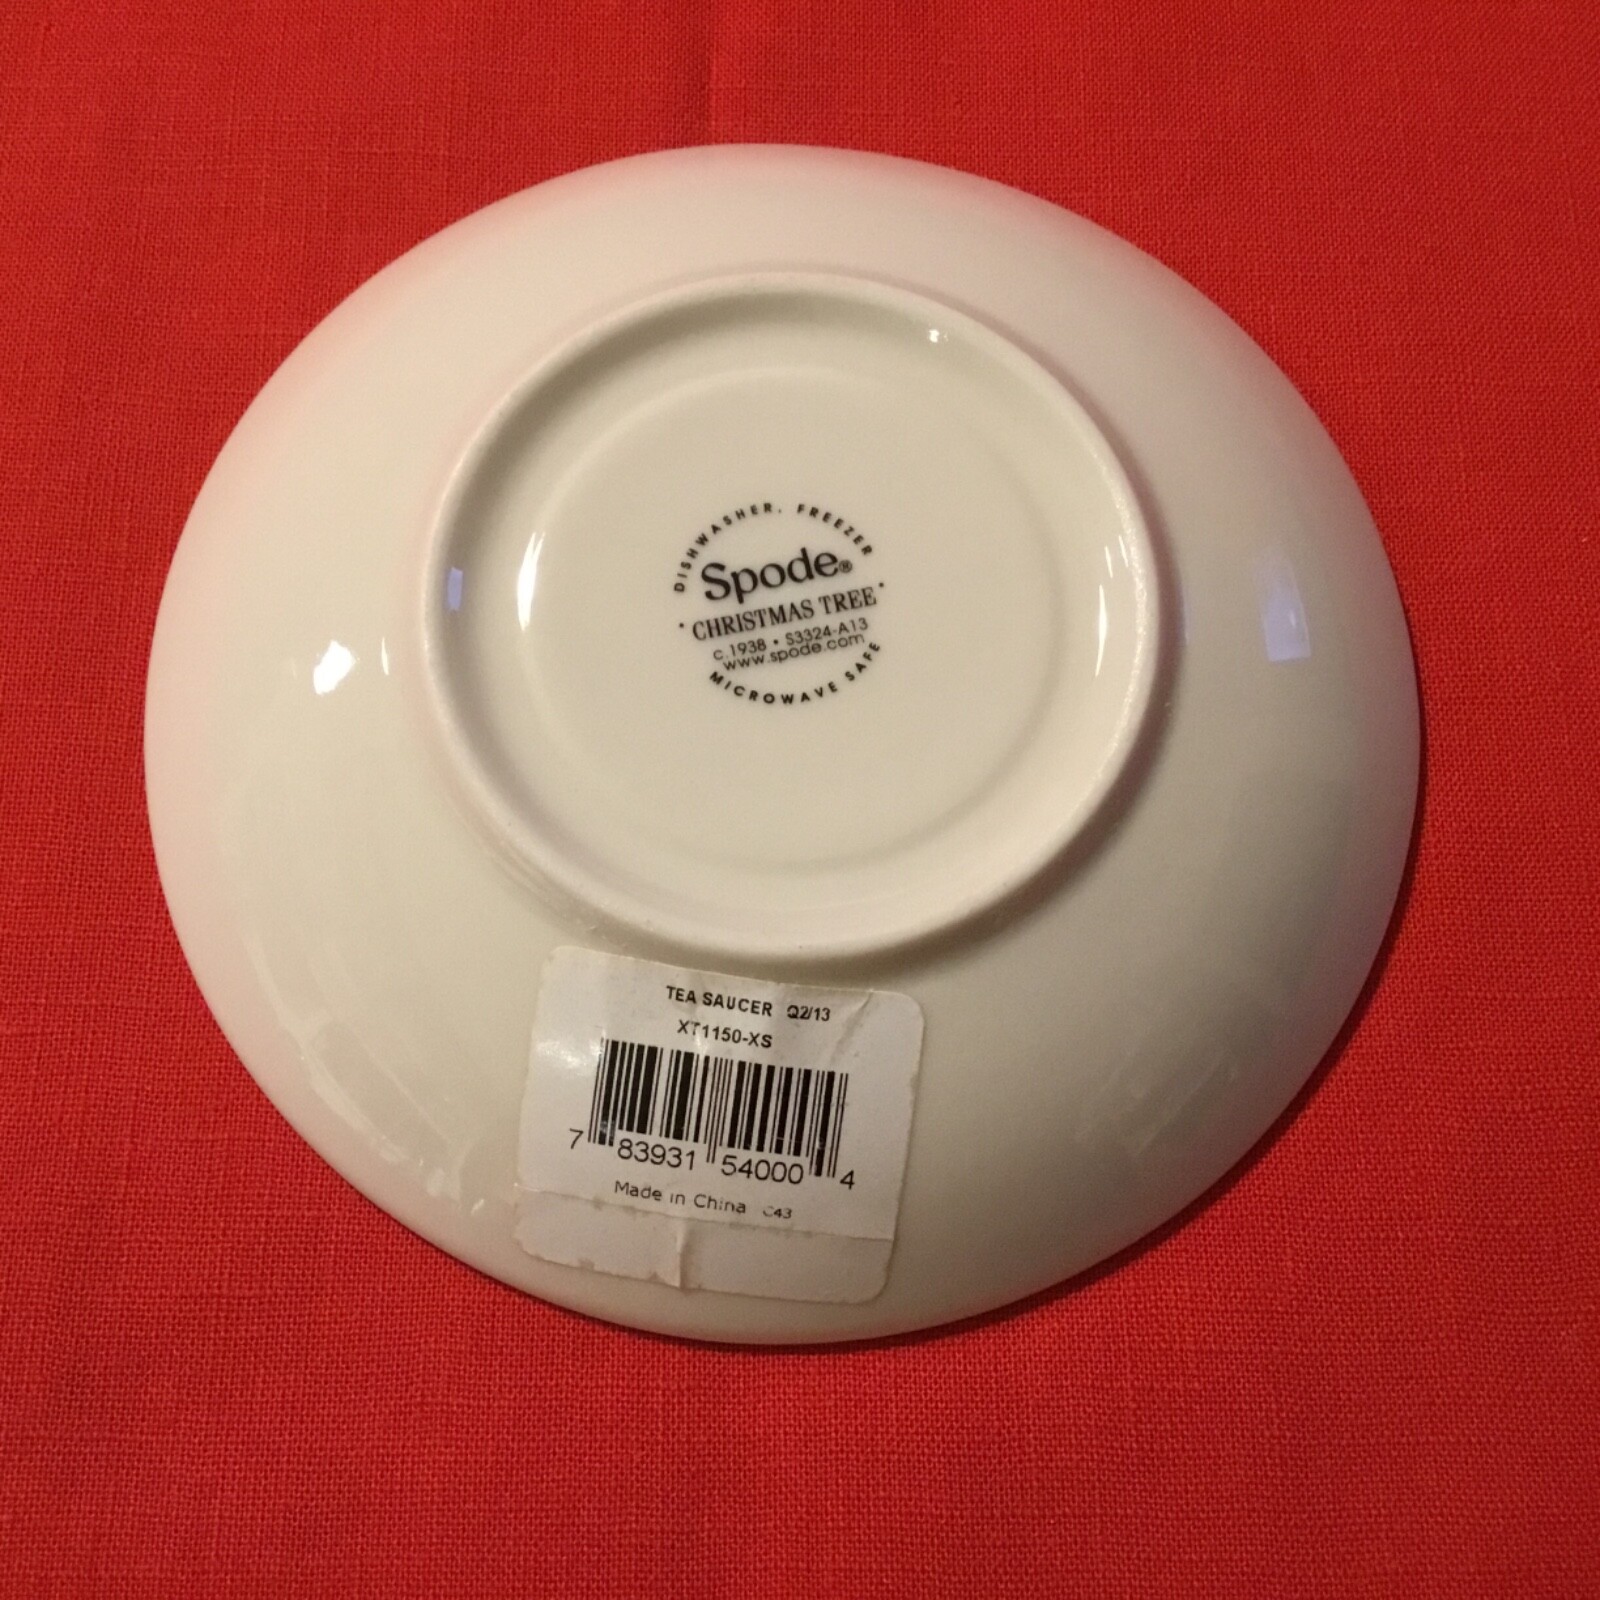 DISHWASHER, FREEZER
Spode®
· CHRISTMAS TREE ·
c.1938 • S3324-A13
www.spode.com
MICROWAVE SAFE
TEA SAUCER Q2/13
XT1150-XS
7 83931 54000 4
Made in China C43